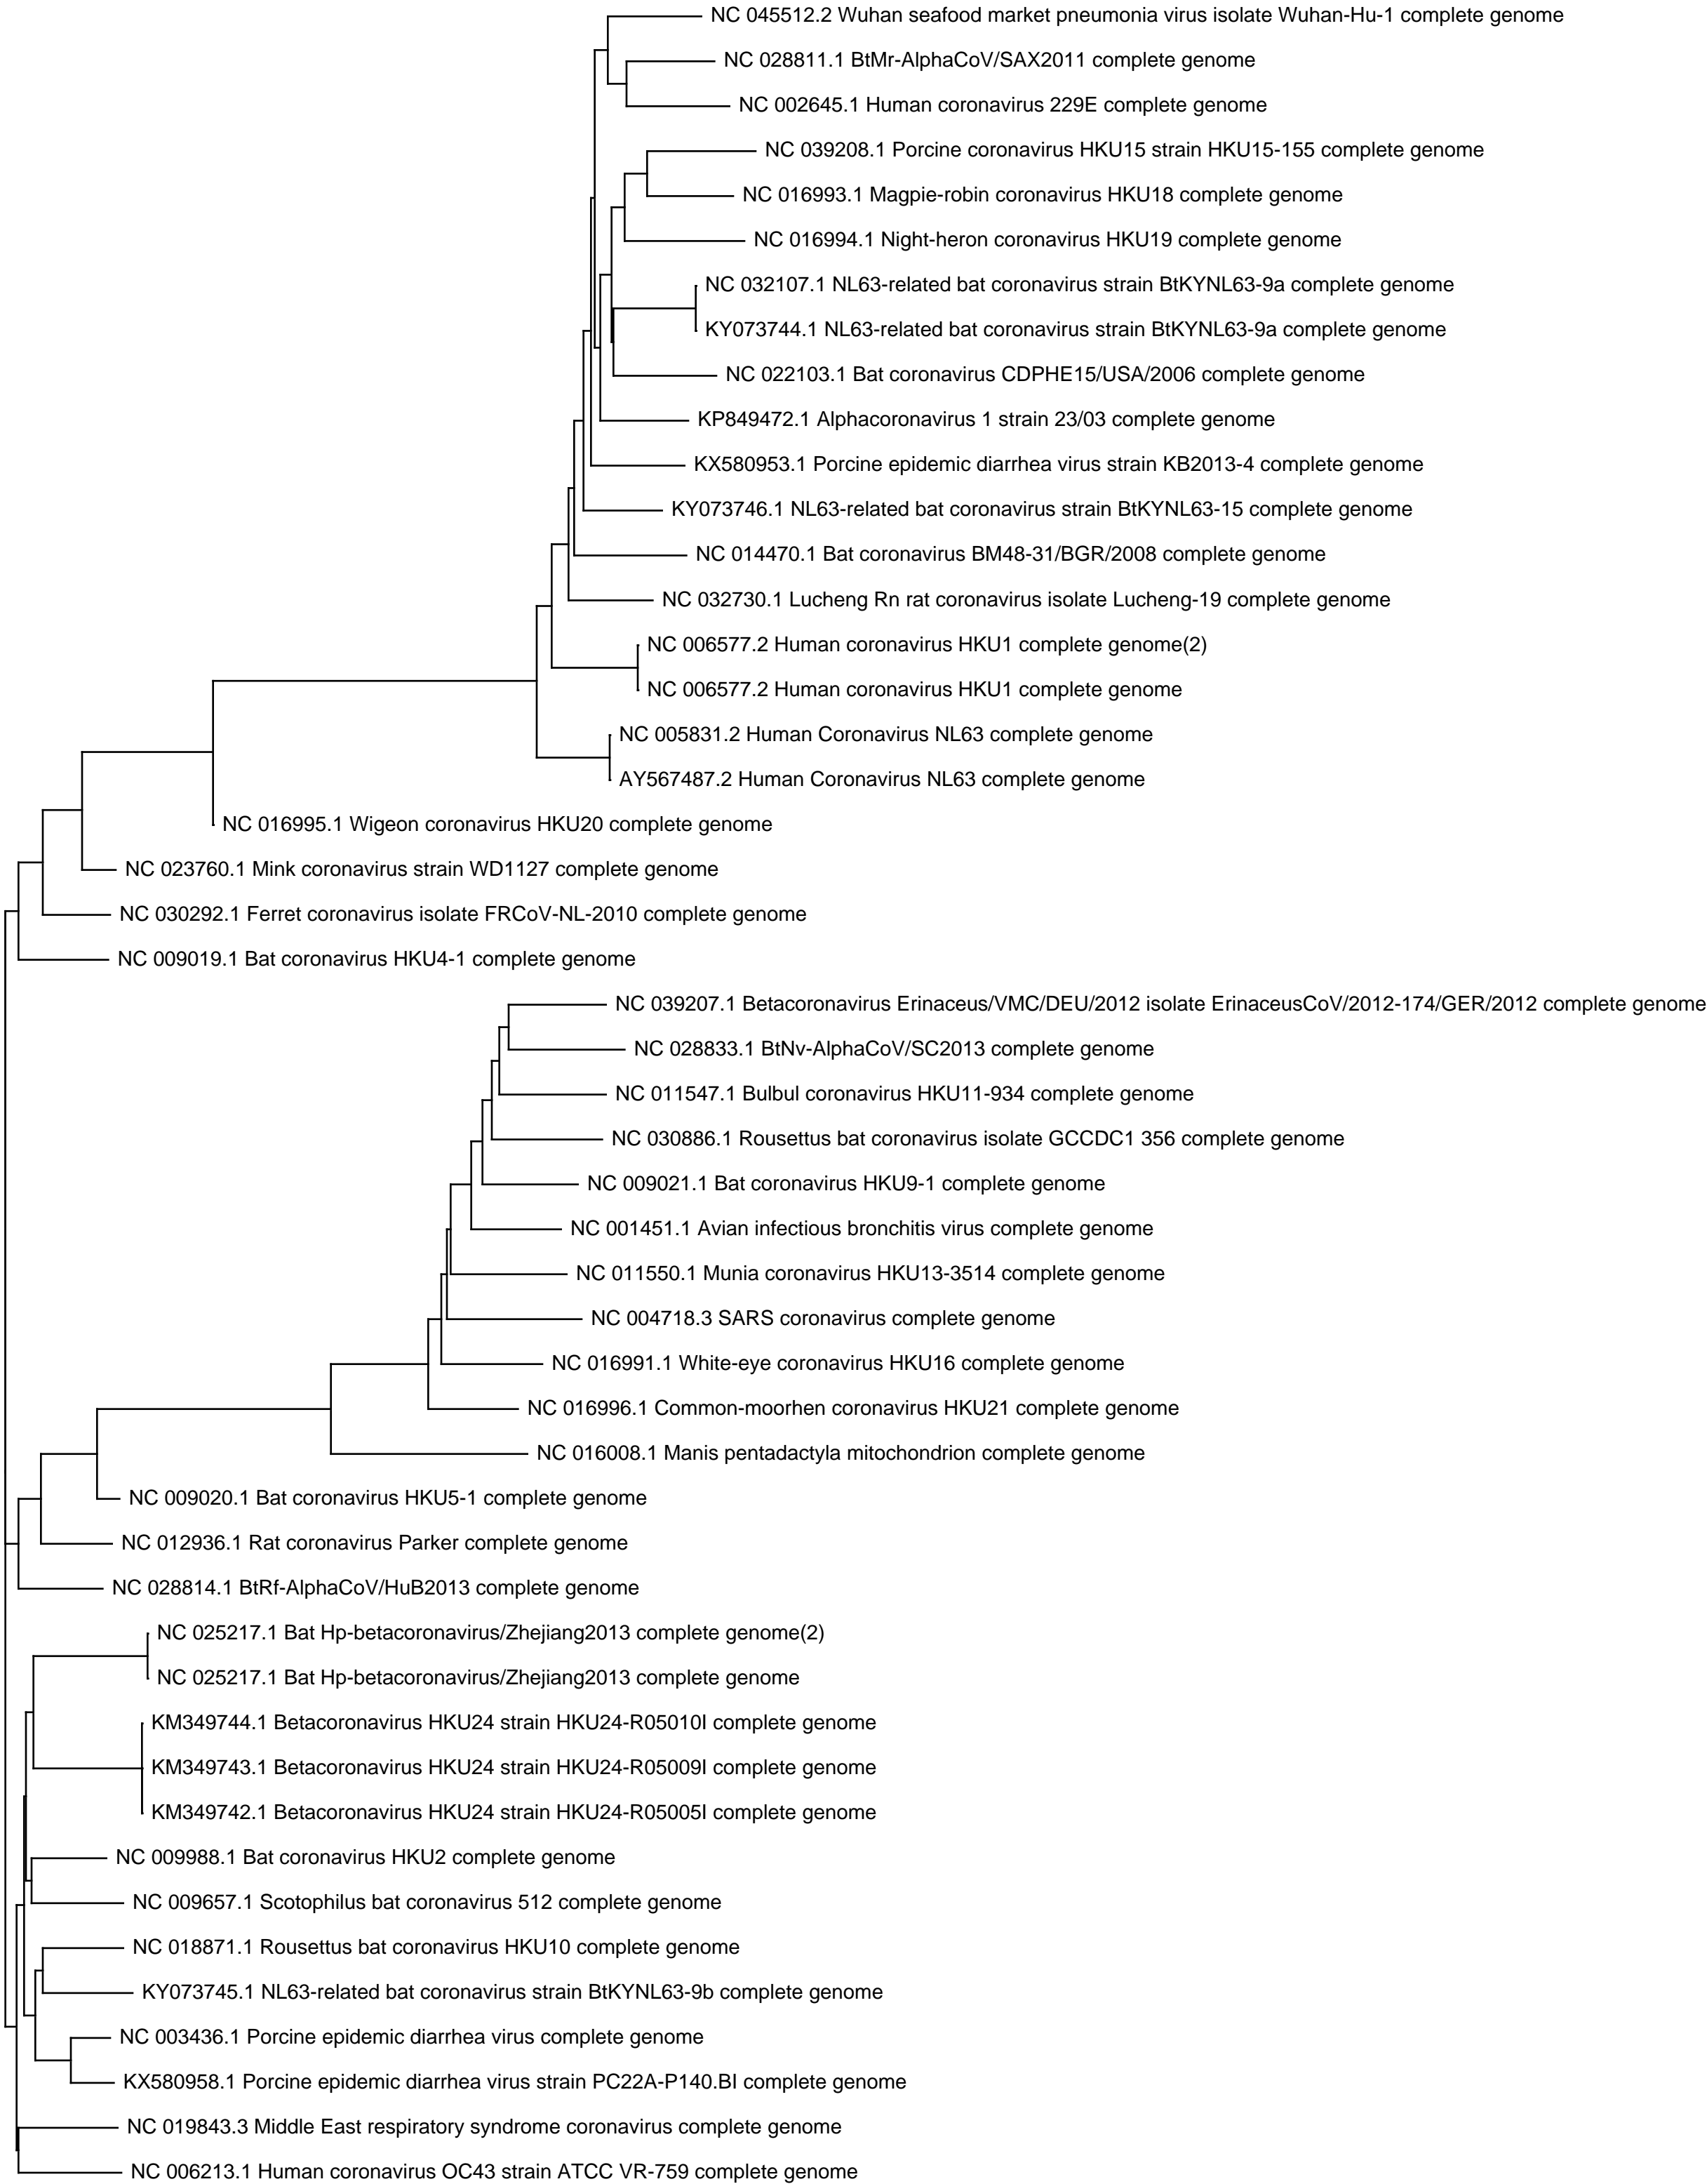 NC 045512.2 Wuhan seafood market pneumonia virus isolate Wuhan-Hu-1 complete genome
NC 028811.1 BtMr-AlphaCoV/SAX2011 complete genome
NC 002645.1 Human coronavirus 229E complete genome
NC 039208.1 Porcine coronavirus HKU15 strain HKU15-155 complete genome
NC 016993.1 Magpie-robin coronavirus HKU18 complete genome
NC 016994.1 Night-heron coronavirus HKU19 complete genome
NC 032107.1 NL63-related bat coronavirus strain BtKYNL63-9a complete genome
KY073744.1 NL63-related bat coronavirus strain BtKYNL63-9a complete genome
NC 022103.1 Bat coronavirus CDPHE15/USA/2006 complete genome
KP849472.1 Alphacoronavirus 1 strain 23/03 complete genome
KX580953.1 Porcine epidemic diarrhea virus strain KB2013-4 complete genome
KY073746.1 NL63-related bat coronavirus strain BtKYNL63-15 complete genome
NC 014470.1 Bat coronavirus BM48-31/BGR/2008 complete genome
NC 032730.1 Lucheng Rn rat coronavirus isolate Lucheng-19 complete genome
NC 006577.2 Human coronavirus HKU1 complete genome(2)
NC 006577.2 Human coronavirus HKU1 complete genome
NC 005831.2 Human Coronavirus NL63 complete genome
AY567487.2 Human Coronavirus NL63 complete genome
NC 016995.1 Wigeon coronavirus HKU20 complete genome
NC 023760.1 Mink coronavirus strain WD1127 complete genome
NC 030292.1 Ferret coronavirus isolate FRCoV-NL-2010 complete genome
NC 009019.1 Bat coronavirus HKU4-1 complete genome
NC 039207.1 Betacoronavirus Erinaceus/VMC/DEU/2012 isolate ErinaceusCoV/2012-174/GER/2012 complete genome
NC 028833.1 BtNv-AlphaCoV/SC2013 complete genome
NC 011547.1 Bulbul coronavirus HKU11-934 complete genome
NC 030886.1 Rousettus bat coronavirus isolate GCCDC1 356 complete genome
NC 009021.1 Bat coronavirus HKU9-1 complete genome
NC 001451.1 Avian infectious bronchitis virus complete genome
NC 011550.1 Munia coronavirus HKU13-3514 complete genome
NC 004718.3 SARS coronavirus complete genome
NC 016991.1 White-eye coronavirus HKU16 complete genome
NC 016996.1 Common-moorhen coronavirus HKU21 complete genome
NC 016008.1 Manis pentadactyla mitochondrion complete genome
NC 009020.1 Bat coronavirus HKU5-1 complete genome
NC 012936.1 Rat coronavirus Parker complete genome
NC 028814.1 BtRf-AlphaCoV/HuB2013 complete genome
NC 025217.1 Bat Hp-betacoronavirus/Zhejiang2013 complete genome(2)
NC 025217.1 Bat Hp-betacoronavirus/Zhejiang2013 complete genome
KM349744.1 Betacoronavirus HKU24 strain HKU24-R05010I complete genome
KM349743.1 Betacoronavirus HKU24 strain HKU24-R05009I complete genome
KM349742.1 Betacoronavirus HKU24 strain HKU24-R05005I complete genome
NC 009988.1 Bat coronavirus HKU2 complete genome
NC 009657.1 Scotophilus bat coronavirus 512 complete genome
NC 018871.1 Rousettus bat coronavirus HKU10 complete genome
KY073745.1 NL63-related bat coronavirus strain BtKYNL63-9b complete genome
NC 003436.1 Porcine epidemic diarrhea virus complete genome
KX580958.1 Porcine epidemic diarrhea virus strain PC22A-P140.BI complete genome
NC 019843.3 Middle East respiratory syndrome coronavirus complete genome
NC 006213.1 Human coronavirus OC43 strain ATCC VR-759 complete genome